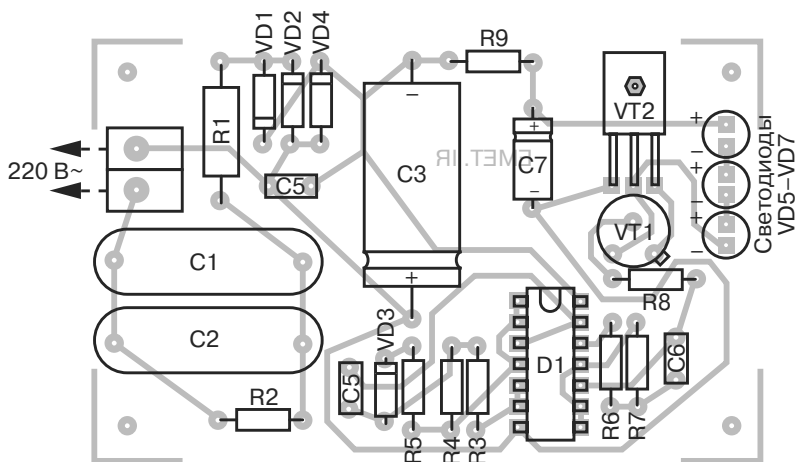 VD1
VD2
VD4
R9
VT2
R1
C3
C7
EMET.IR
220 В~
C5
VT1
Светодиоды
VD5–VD7
C1
R8
C2
VD3
D1
C5
C6
R2
R5
R4
R3
R6
R7
−
+
+
−
+
−
+
−
+
−